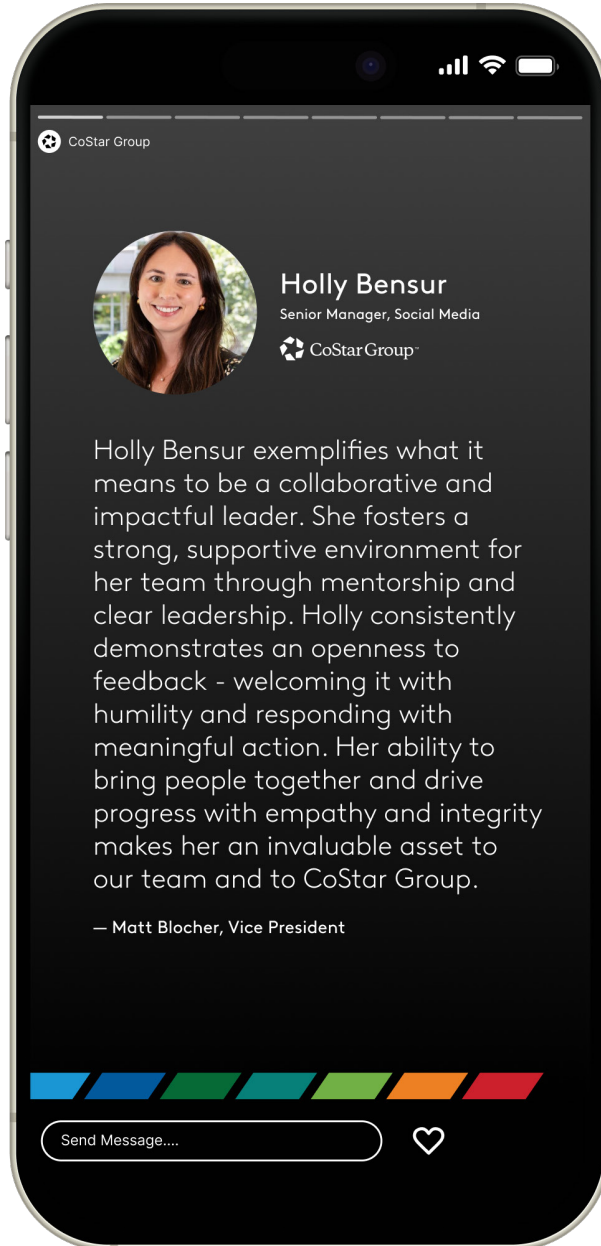 CoStar Group
Holly Bensur
Senior Manager, Social Media
CoStar Group™
Holly Bensur exemplifies what it
means to be a collaborative and
impactful leader. She fosters a
strong, supportive environment for
her team through mentorship and
clear leadership. Holly consistently
demonstrates an openness to
feedback - welcoming it with
humility and responding with
meaningful action. Her ability to
bring people together and drive
progress with empathy and integrity
makes her an invaluable asset to
our team and to CoStar Group.
— Matt Blocher, Vice President
Send Message....